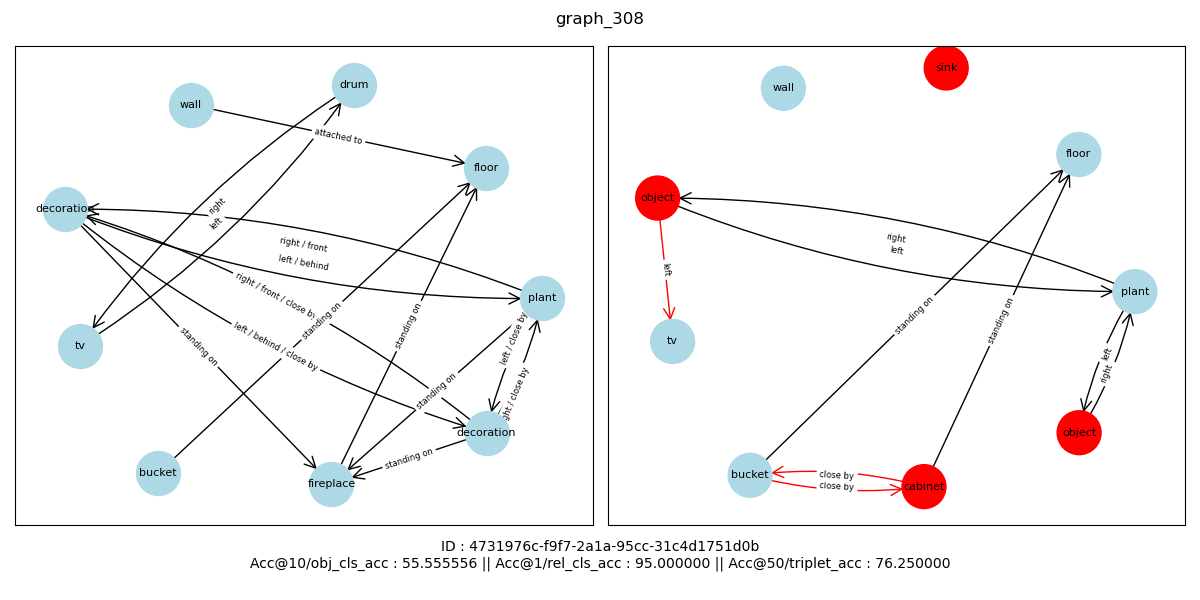 graph_308
drum
wall
attached to
floor
decoration
right
left
right / front
left / behind
right / front / close by
plant
standing on
standing on
left / behind / close by
standing on
left / close by
tv
standing on
right / close by
decoration
standing on
bucket
fireplace
sink
wall
floor
object
right
left
left
plant
standing on
standing on
tv
left
right
object
bucket
close by
close by
cabinet
ID : 4731976c-f9f7-2a1a-95cc-31c4d1751d0b
Acc@10/obj_cls_acc : 55.555556 || Acc@1/rel_cls_acc : 95.000000 || Acc@50/triplet_acc : 76.250000